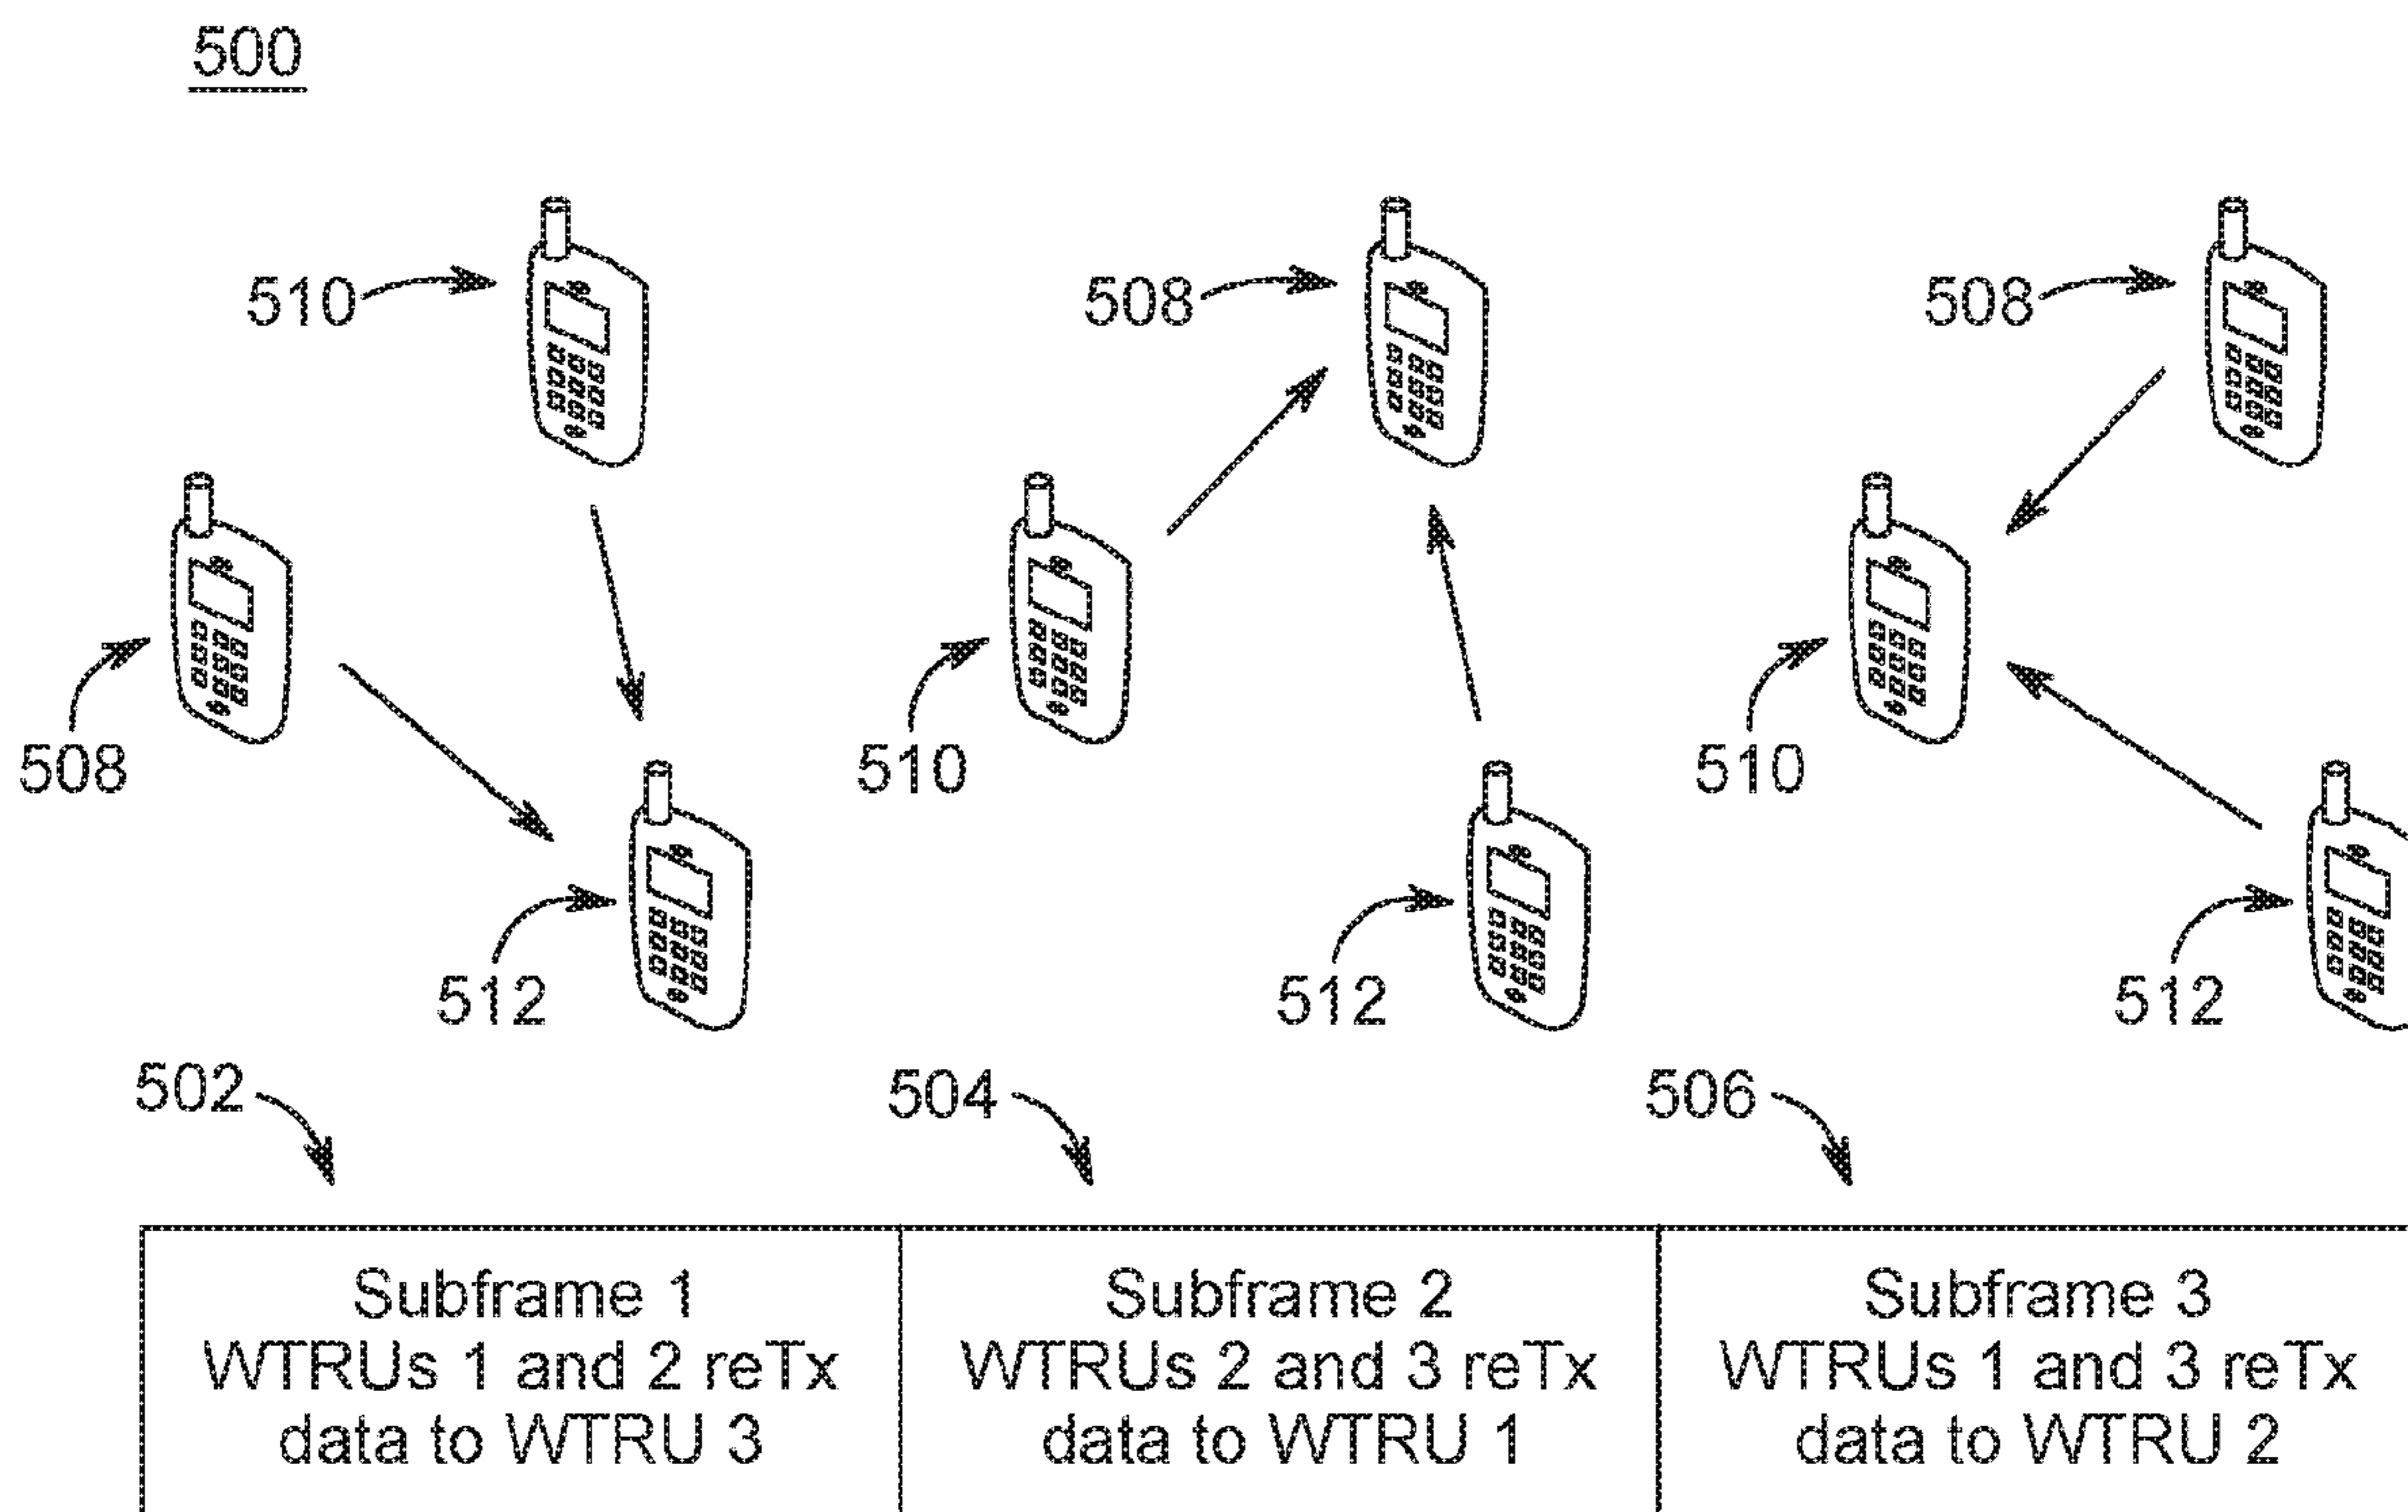 500
510
508
508
508
510
510
512
512
512
502
504
506
Subframe 1
WTRUs 1 and 2 reTx
data to WTRU 3
Subframe 2
WTRUs 2 and 3 reTx
data to WTRU 1
Subframe 3
WTRUs 1 and 3 reTx
data to WTRU 2